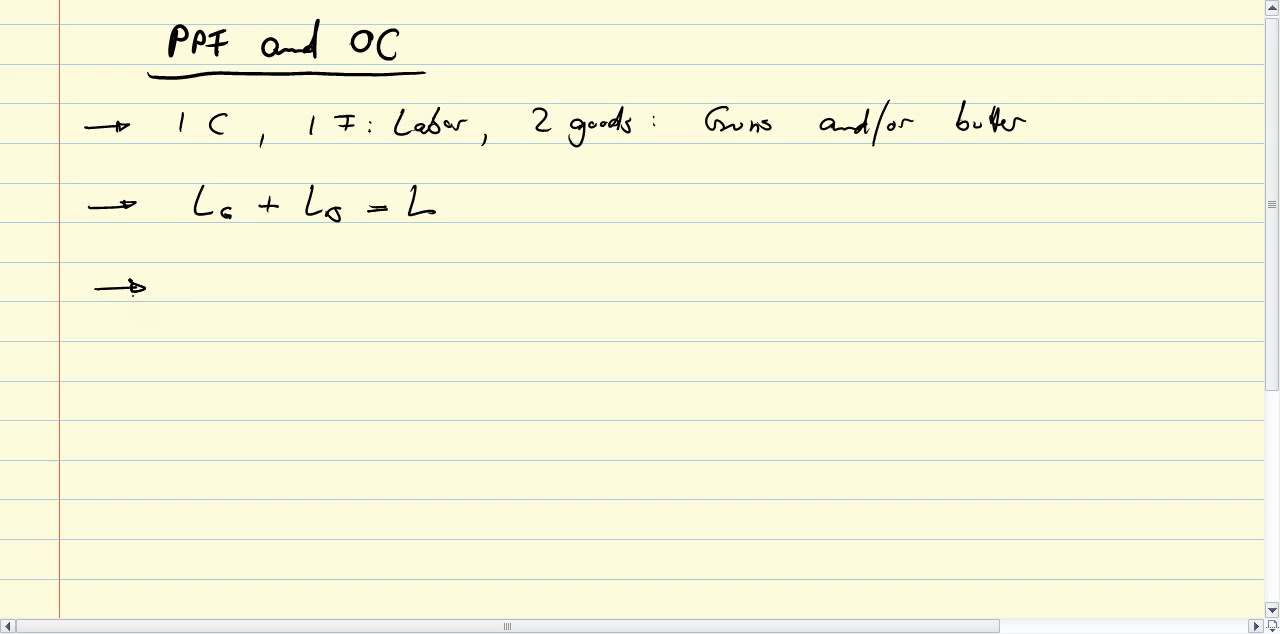 PPF and OC
→ 1 C, 1 F: Labor, 2 goods: Guns and/or butter
→ L_G + L_B = L
→